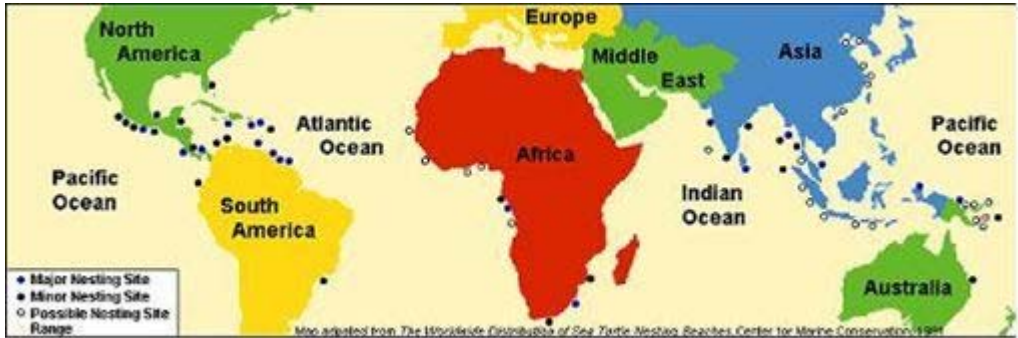 North
America
Europe
Middle
East
Asia
Atlantic
Ocean
Africa
Pacific
Ocean
Pacific
Ocean
South
America
Indian
Ocean
Australia
Major Nesting Site
Minor Nesting Site
Possible Nesting Site
Range
Map adapted from The Worldwide Distribution of Sea Turtle Nesting Beaches, Center for Marine Conservation, 1981